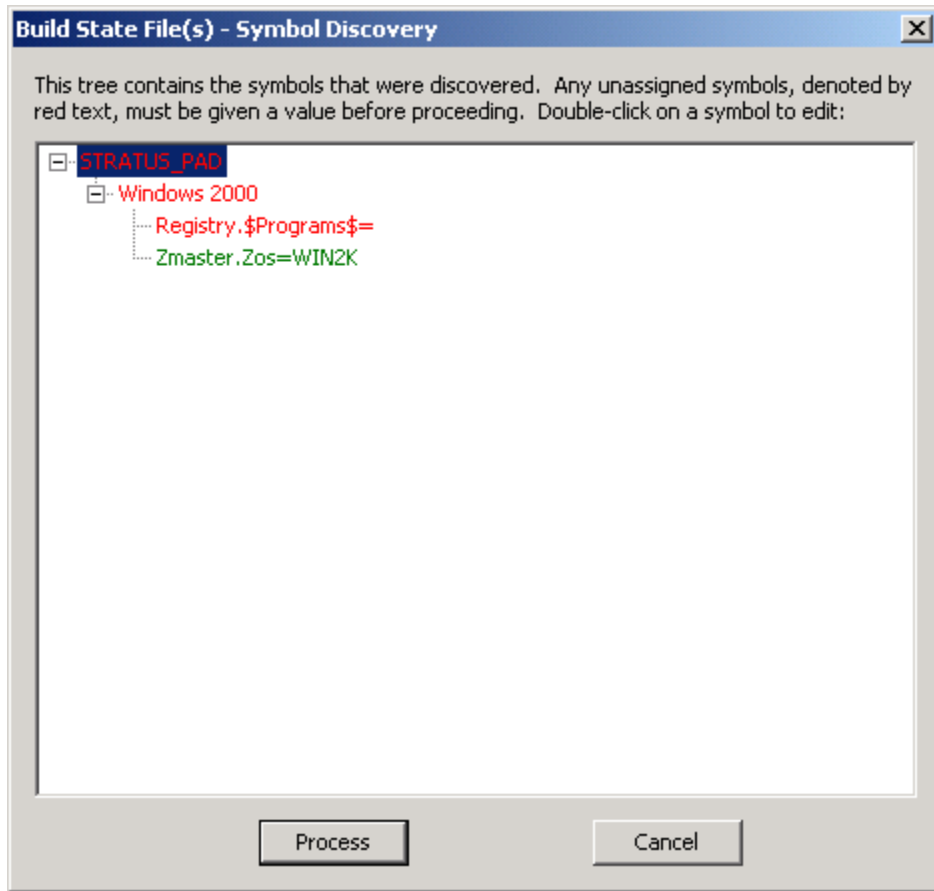 Build State File(s) - Symbol Discovery
This tree contains the symbols that were discovered.  Any unassigned symbols, denoted by
red text, must be given a value before proceeding.  Double-click on a symbol to edit:
STRATUS_PAD
Windows 2000
Registry.$Programs$=
Zmaster.Zos=WIN2K
Process
Cancel